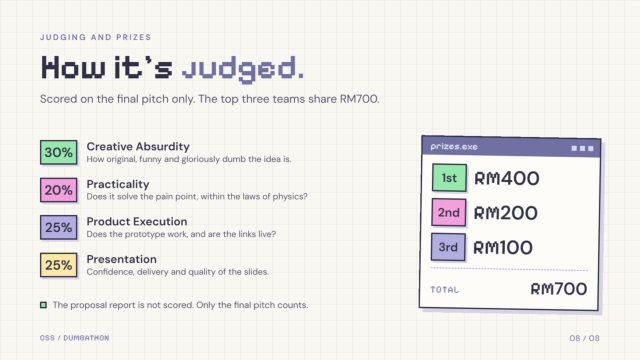 JUDGING AND PRIZES
How it's judged.
Scored on the final pitch only. The top three teams share RM700.
30%
Creative Absurdity
How original, funny and gloriously dumb the idea is.
20%
Practicality
Does it solve the pain point, within the laws of physics?
25%
Product Execution
Does the prototype work, and are the links live?
25%
Presentation
Confidence, delivery and quality of the slides.
The proposal report is not scored. Only the final pitch counts.
prizes.exe
1st RM400
2nd RM200
3rd RM100
TOTAL RM700
OSS / DUMBATHON
08 / 08